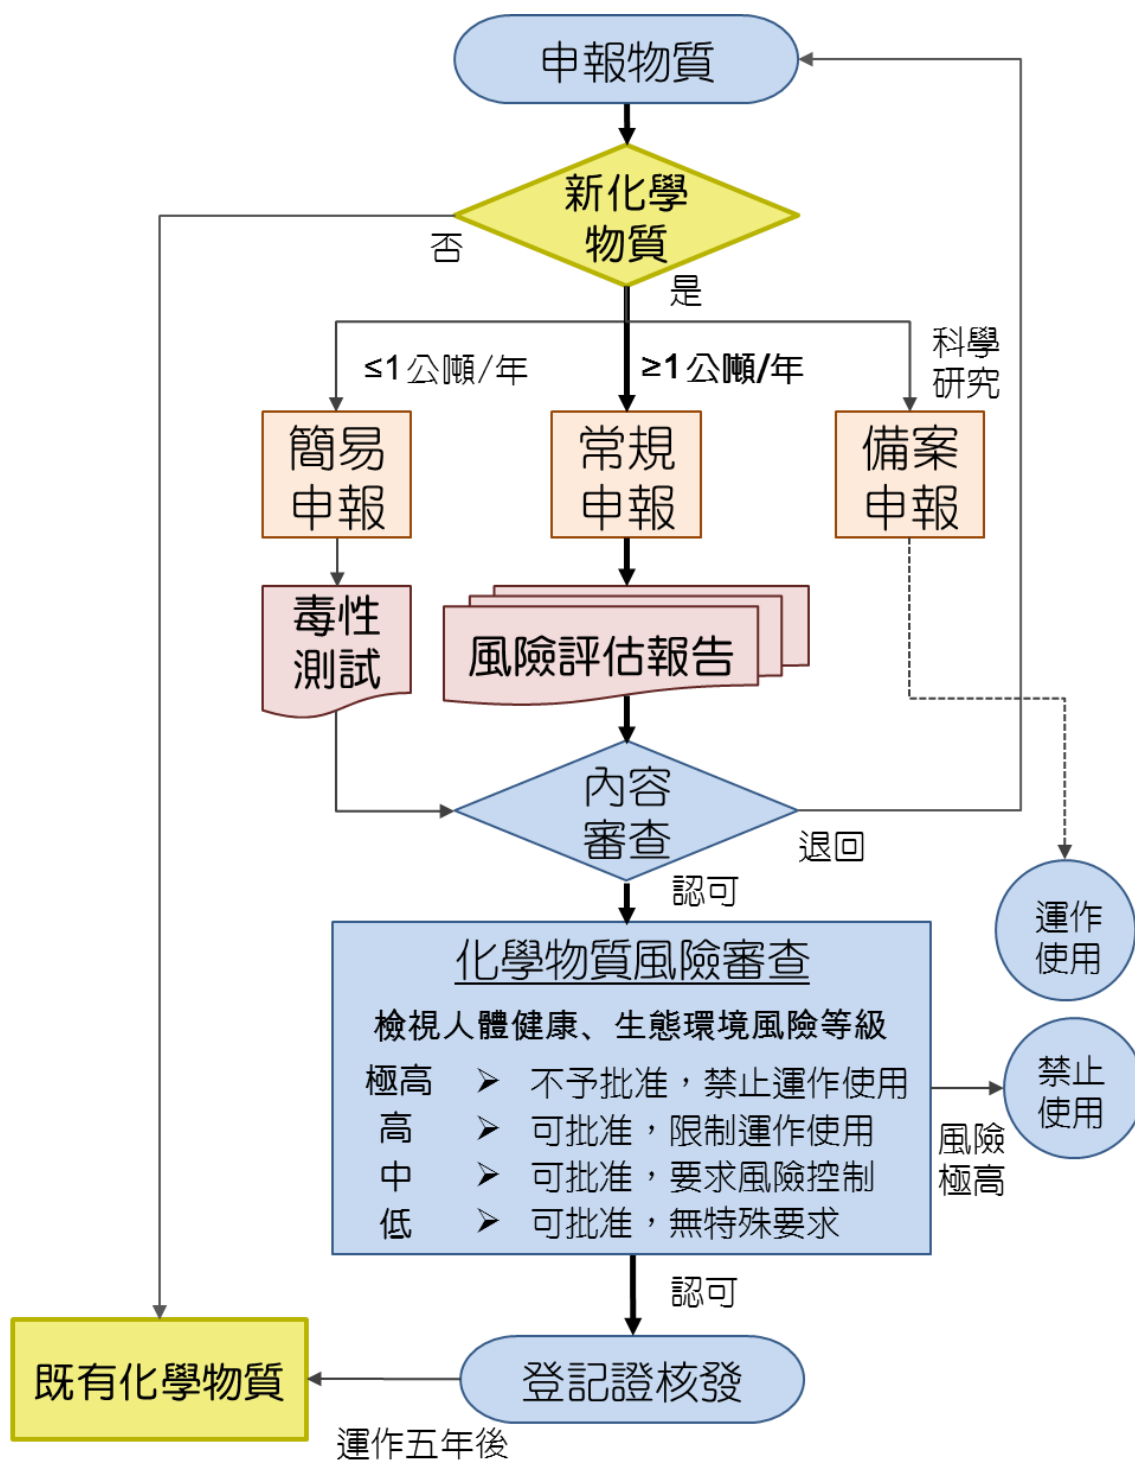 申報物質
新化學
物質
否
是
≤1公噸/年
≥1公噸/年
科學
研究
簡易
申報
常規
申報
備案
申報
毒性
測試
風險評估報告
內容
審查
退回
認可
運作
使用
化學物質風險審查
檢視人體健康、生態環境風險等級
極高 ➢ 不予批准，禁止運作使用
高 ➢ 可批准，限制運作使用
中 ➢ 可批准，要求風險控制
低 ➢ 可批准，無特殊要求
禁止
使用
風險
極高
認可
既有化學物質
登記證核發
運作五年後